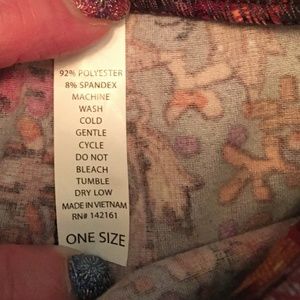 92% POLYESTER
8% SPANDEX
MACHINE
WASH
COLD
GENTLE
CYCLE
DO NOT
BLEACH
TUMBLE
DRY LOW
MADE IN VIETNAM
RN# 142161
ONE SIZE